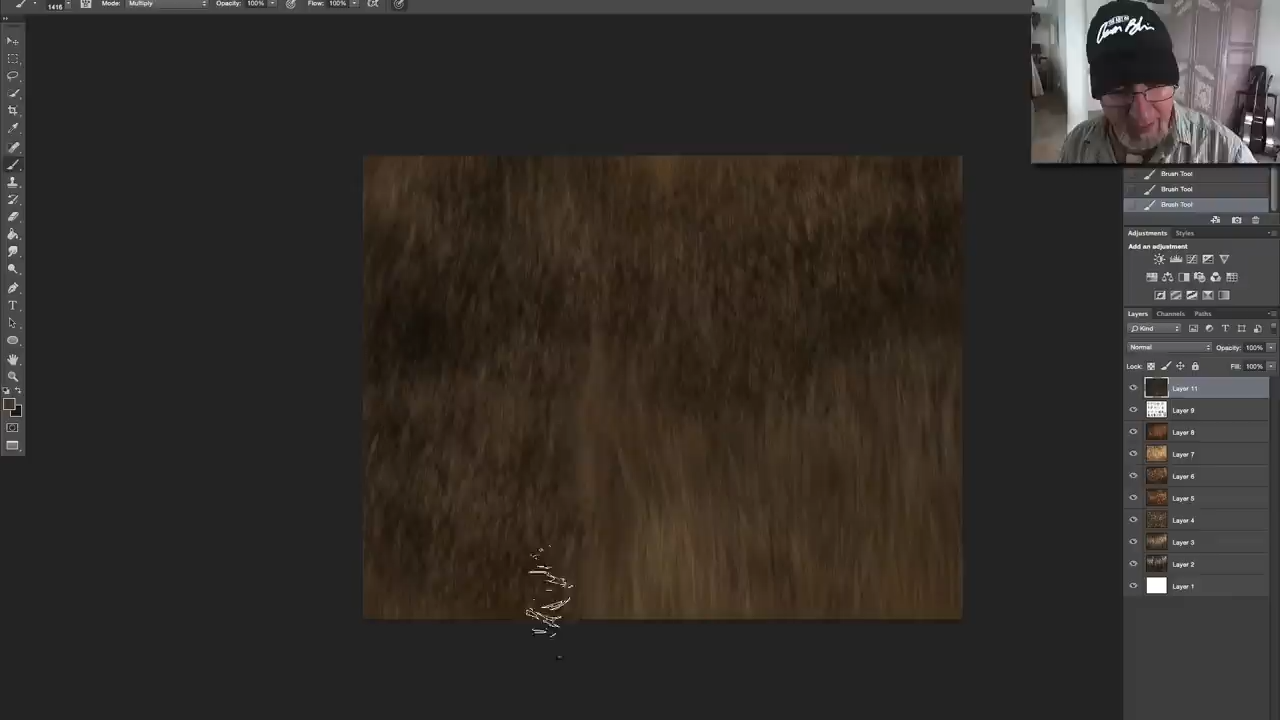 1416 Mode: Multiply Opacity: 100% Flow: 100%
Brush Tool
Brush Tool
Brush Tool
Adjustments Styles
Add an adjustment
Layers Channels Paths
Kind
Normal Opacity: 100%
Lock: Fill: 100%
Layer 11
Layer 9
Layer 8
Layer 7
Layer 6
Layer 5
Layer 4
Layer 3
Layer 2
Layer 1